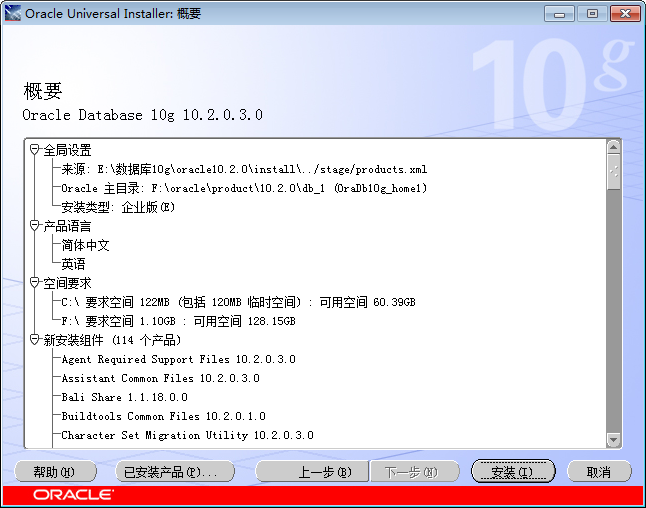 Oracle Universal Installer: 概要
10g
概要
Oracle Database 10g 10.2.0.3.0
全局设置
来源: E:\数据库10g\oracle10.2.0\install\../stage/products.xml
Oracle 主目录: F:\oracle\product\10.2.0\db_1 (OraDb10g_home1)
安装类型: 企业版(E)
产品语言
简体中文
英语
空间要求
C:\ 要求空间 122MB (包括 120MB 临时空间) : 可用空间 60.39GB
F:\ 要求空间 1.10GB : 可用空间 128.15GB
新安装组件 (114 个产品)
Agent Required Support Files 10.2.0.3.0
Assistant Common Files 10.2.0.3.0
Bali Share 1.1.18.0.0
Buildtools Common Files 10.2.0.1.0
Character Set Migration Utility 10.2.0.3.0
帮助(H) 已安装产品(P)... 上一步(B) 下一步(N) 安装(I) 取消
ORACLE